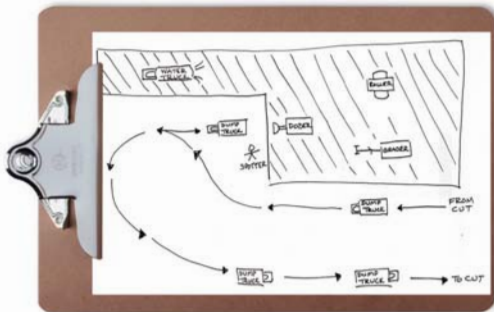 WATER
TRUCK
ROLLER
DUMP
TRUCK
DOZER
SPOTTER
GRADER
DUMP
TRUCK
FROM
CUT
DUMP
TRUCK
DUMP
TRUCK
TO CUT